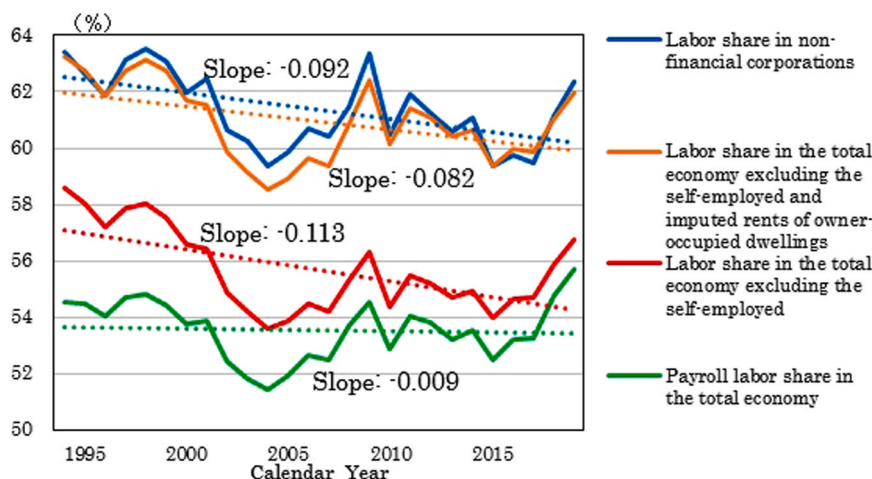 (%)
64
62
60
58
56
54
52
50
Slope: -0.092
Slope: -0.082
Slope: -0.113
Slope: -0.009
1995
2000
2005
2010
2015
Calendar Year
Labor share in non-
financial corporations
Labor share in the total
economy excluding the
self-employed and
imputed rents of owner-
occupied dwellings
Labor share in the total
economy excluding the
self-employed
Payroll labor share in
the total economy